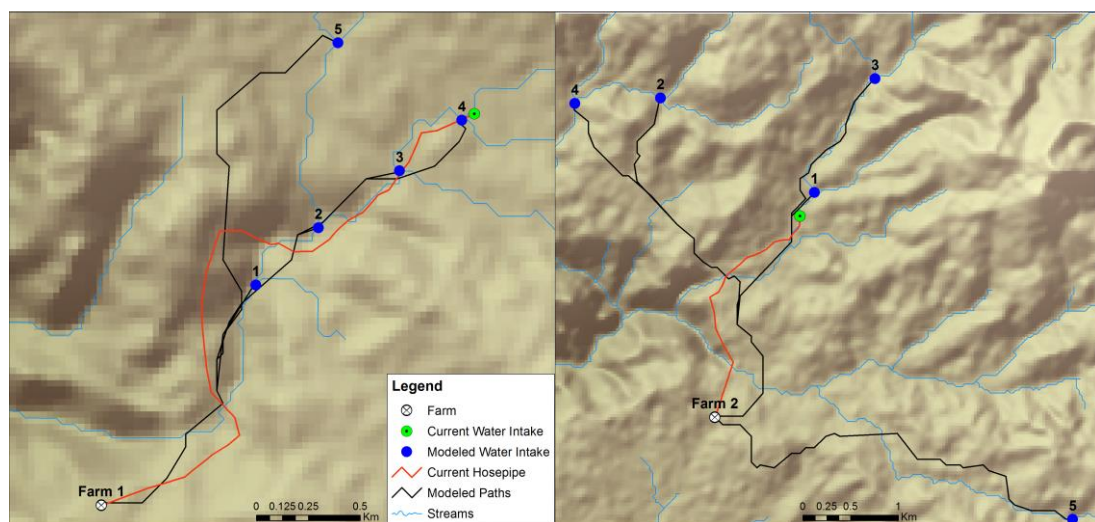 5
4
3
2
1
Farm 1
Legend
Farm
Current Water Intake
Modeled Water Intake
Current Hosepipe
Modeled Paths
Streams
0 0.125 0.25 0.5
Km
3
4
2
1
Farm 2
5
0 0.25 0.5 1
Km